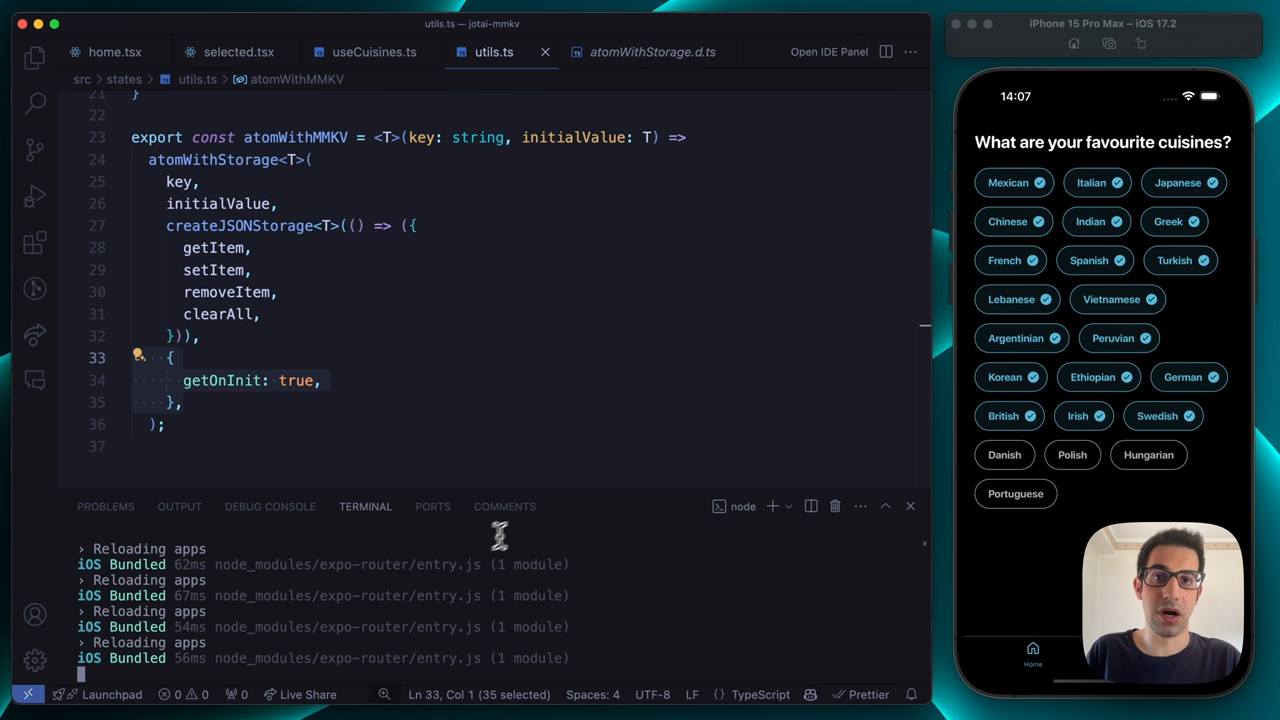 utils.ts — jotai-mmkv
home.tsx selected.tsx useCuisines.ts utils.ts atomWithStorage.d.ts Open IDE Panel
src › states › utils.ts › atomWithMMKV
21 }
22
23 export const atomWithMMKV = <T>(key: string, initialValue: T) =>
24 atomWithStorage<T>(
25 key,
26 initialValue,
27 createJSONStorage<T>(() => ({
28 getItem,
29 setItem,
30 removeItem,
31 clearAll,
32 })),
33 {
34 getOnInit: true,
35 },
36 );
37
PROBLEMS OUTPUT DEBUG CONSOLE TERMINAL PORTS COMMENTS node
› Reloading apps
iOS Bundled 62ms node_modules/expo-router/entry.js (1 module)
› Reloading apps
iOS Bundled 67ms node_modules/expo-router/entry.js (1 module)
› Reloading apps
iOS Bundled 54ms node_modules/expo-router/entry.js (1 module)
› Reloading apps
iOS Bundled 56ms node_modules/expo-router/entry.js (1 module)
Launchpad 0 0 0 Live Share Ln 33, Col 1 (35 selected) Spaces: 4 UTF-8 LF {} TypeScript Prettier
iPhone 15 Pro Max – iOS 17.2
14:07
What are your favourite cuisines?
Mexican Italian Japanese
Chinese Indian Greek
French Spanish Turkish
Lebanese Vietnamese
Argentinian Peruvian
Korean Ethiopian German
British Irish Swedish
Danish Polish Hungarian
Portuguese
Home